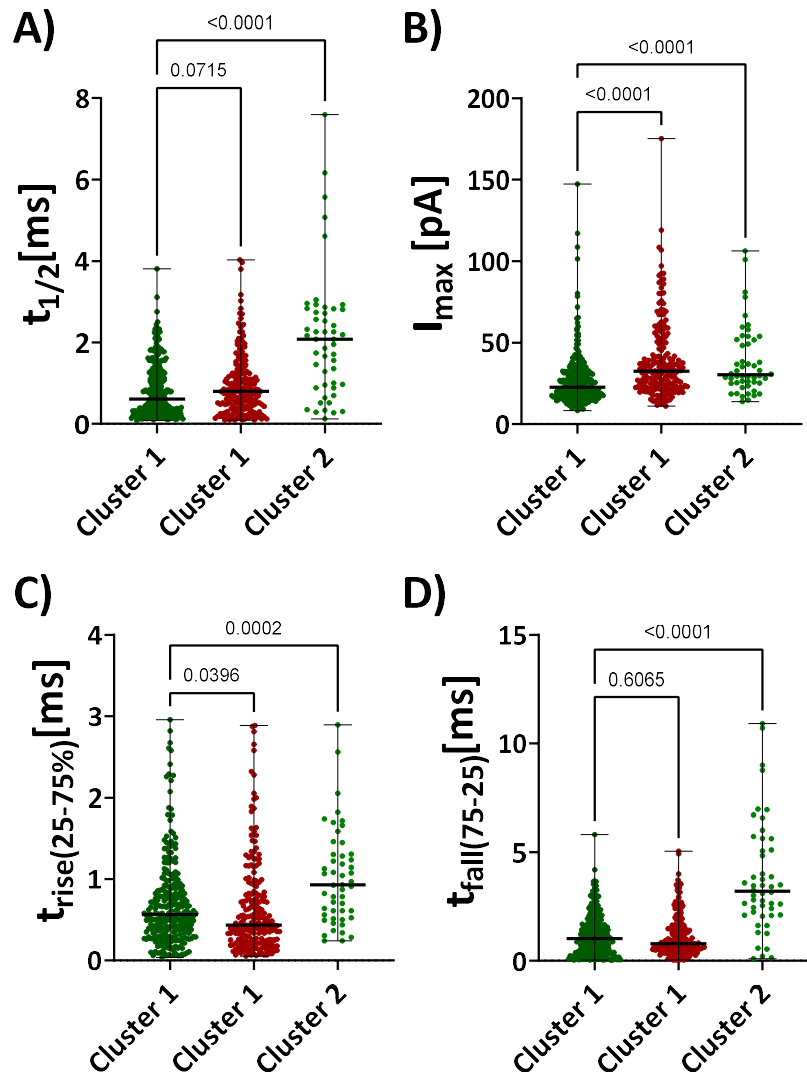 A)
<0.0001
0.0715
8
6
4
2
0
t1/2[ms]
Cluster 1
Cluster 1
Cluster 2
B)
<0.0001
<0.0001
200
150
100
50
0
Imax [pA]
Cluster 1
Cluster 1
Cluster 2
C)
0.0002
0.0396
4
3
2
1
0
trise(25-75%)[ms]
Cluster 1
Cluster 1
Cluster 2
D)
<0.0001
0.6065
15
10
5
0
tfall(75-25)[ms]
Cluster 1
Cluster 1
Cluster 2